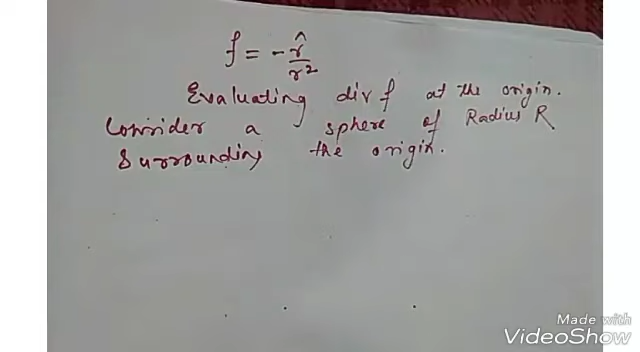 f = - r̂/r²
Evaluating div f at the origin.
Consider a sphere of Radius R
Surrounding the origin.
Made with
VideoShow